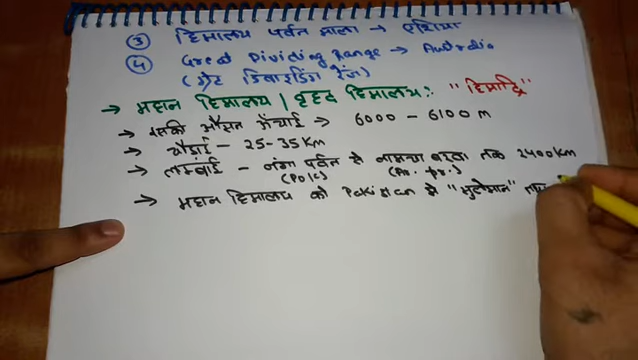 ③ हिमालय पर्वत माला → एशिया
④ Great Dividing Range → Australia
(ग्रेट डिवाइडिंग रेंज)
→ महान हिमालय / वृहद हिमालय :- "हिमाद्रि"
→ इसकी औसत ऊँचाई → 6000 - 6100 m
→ चौड़ाई - 25-35 Km
→ लम्बाई - नंगा पर्वत से नामचा बरवा तक 2400 Km
(PoK) (Ar. Pr.)
→ महान हिमालय को Pakistan में "सुलेमान"